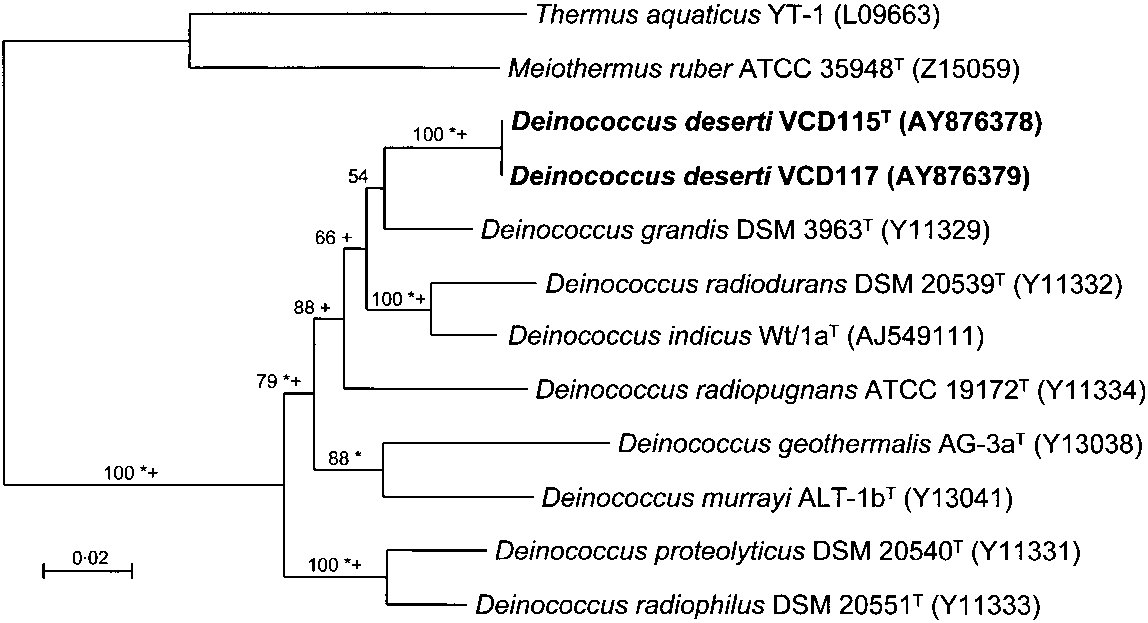 Thermus aquaticus YT-1 (L09663)
Meiothermus ruber ATCC 35948ᵀ (Z15059)
100 *+
Deinococcus deserti VCD115ᵀ (AY876378)
Deinococcus deserti VCD117 (AY876379)
54
Deinococcus grandis DSM 3963ᵀ (Y11329)
66 +
Deinococcus radiodurans DSM 20539ᵀ (Y11332)
100 *+
88 +
Deinococcus indicus Wt/1aᵀ (AJ549111)
79 *+
Deinococcus radiopugnans ATCC 19172ᵀ (Y11334)
Deinococcus geothermalis AG-3aᵀ (Y13038)
88 *
100 *+
Deinococcus murrayi ALT-1bᵀ (Y13041)
Deinococcus proteolyticus DSM 20540ᵀ (Y11331)
0·02
100 *+
Deinococcus radiophilus DSM 20551ᵀ (Y11333)